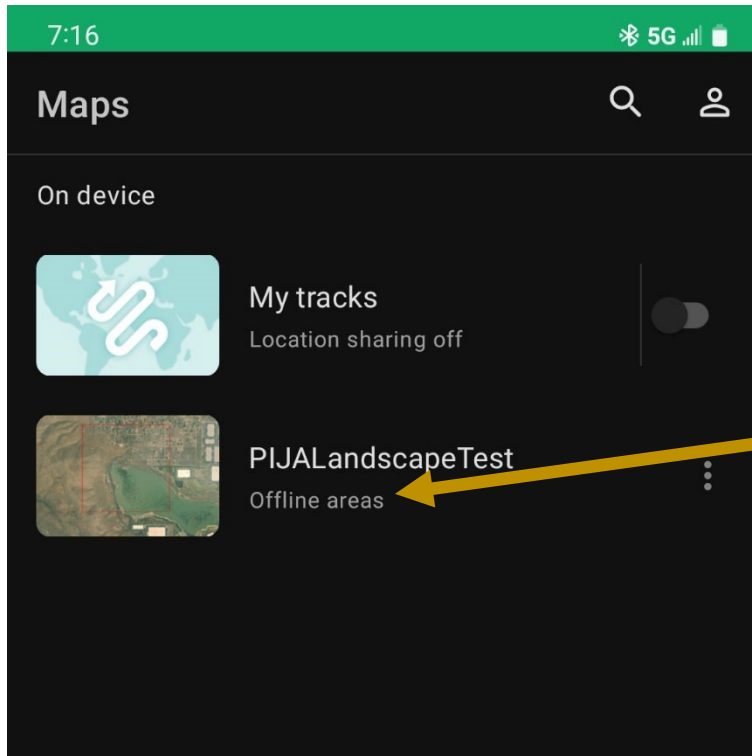 7:16
5G
Maps
On device
My tracks
Location sharing off
PIJALandscapeTest
Offline areas